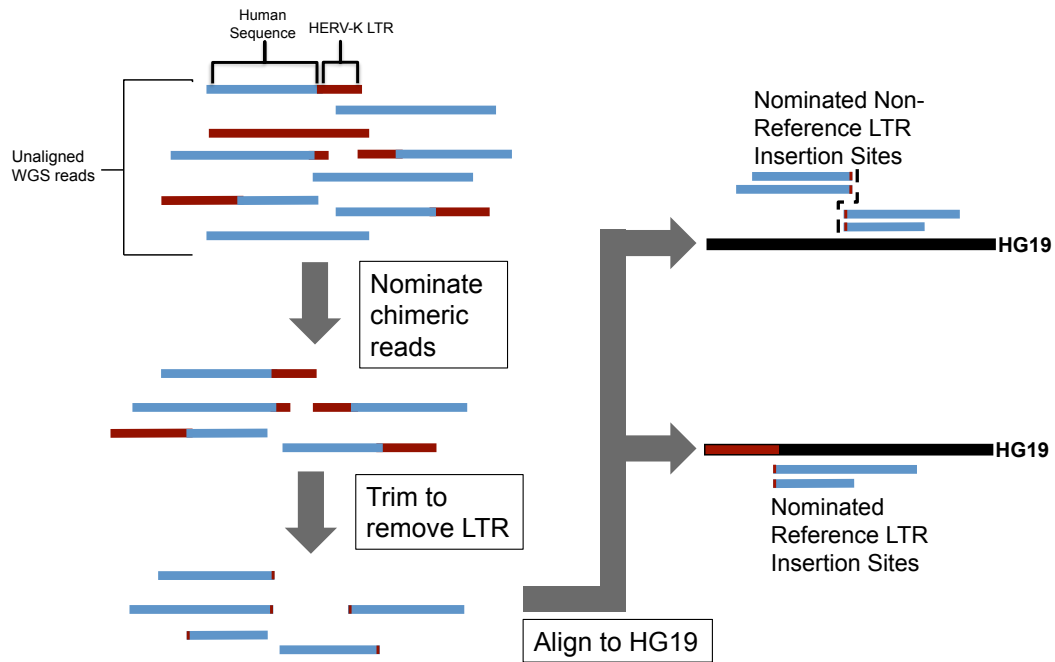 Human
Sequence
HERV-K LTR
Unaligned
WGS reads
Nominate
chimeric
reads
Trim to
remove LTR
Align to HG19
Nominated Non-
Reference LTR
Insertion Sites
HG19
HG19
Nominated
Reference LTR
Insertion Sites